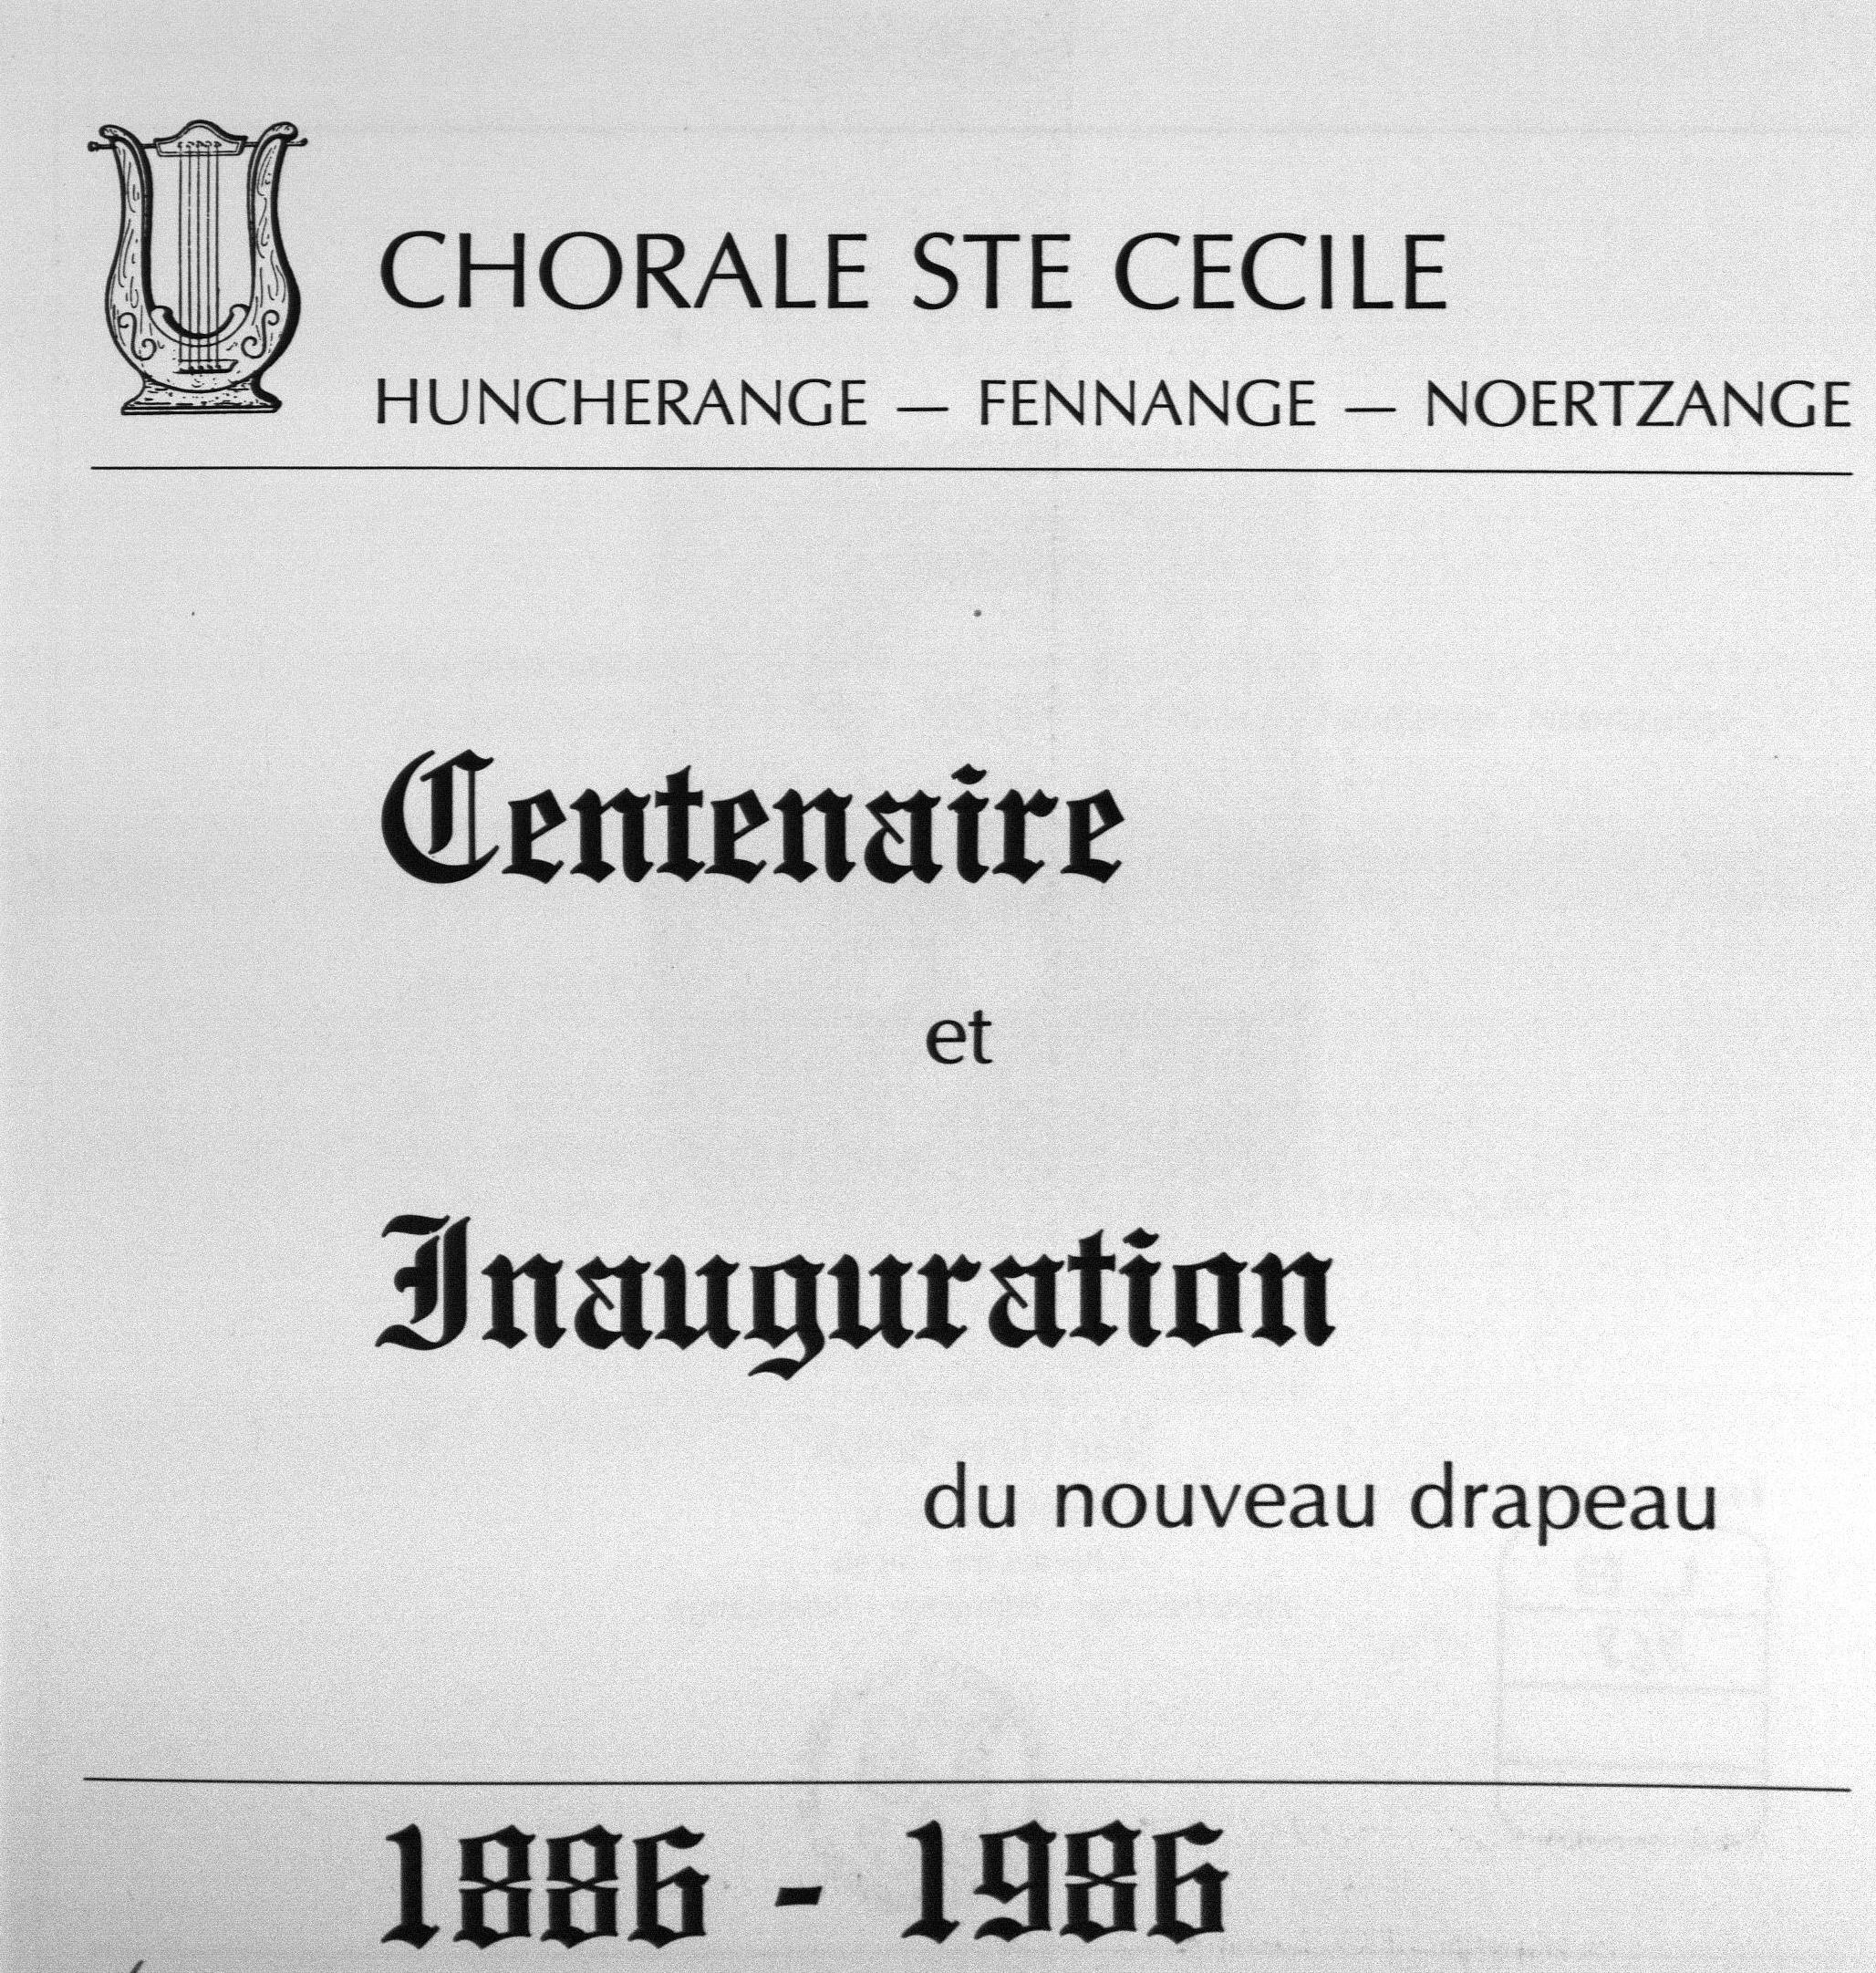 CHORALE STE CECILE
HUNCHERANGE — FENNANGE — NOERTZANGE
Centenaire
et
Inauguration
du nouveau drapeau
1886 - 1986